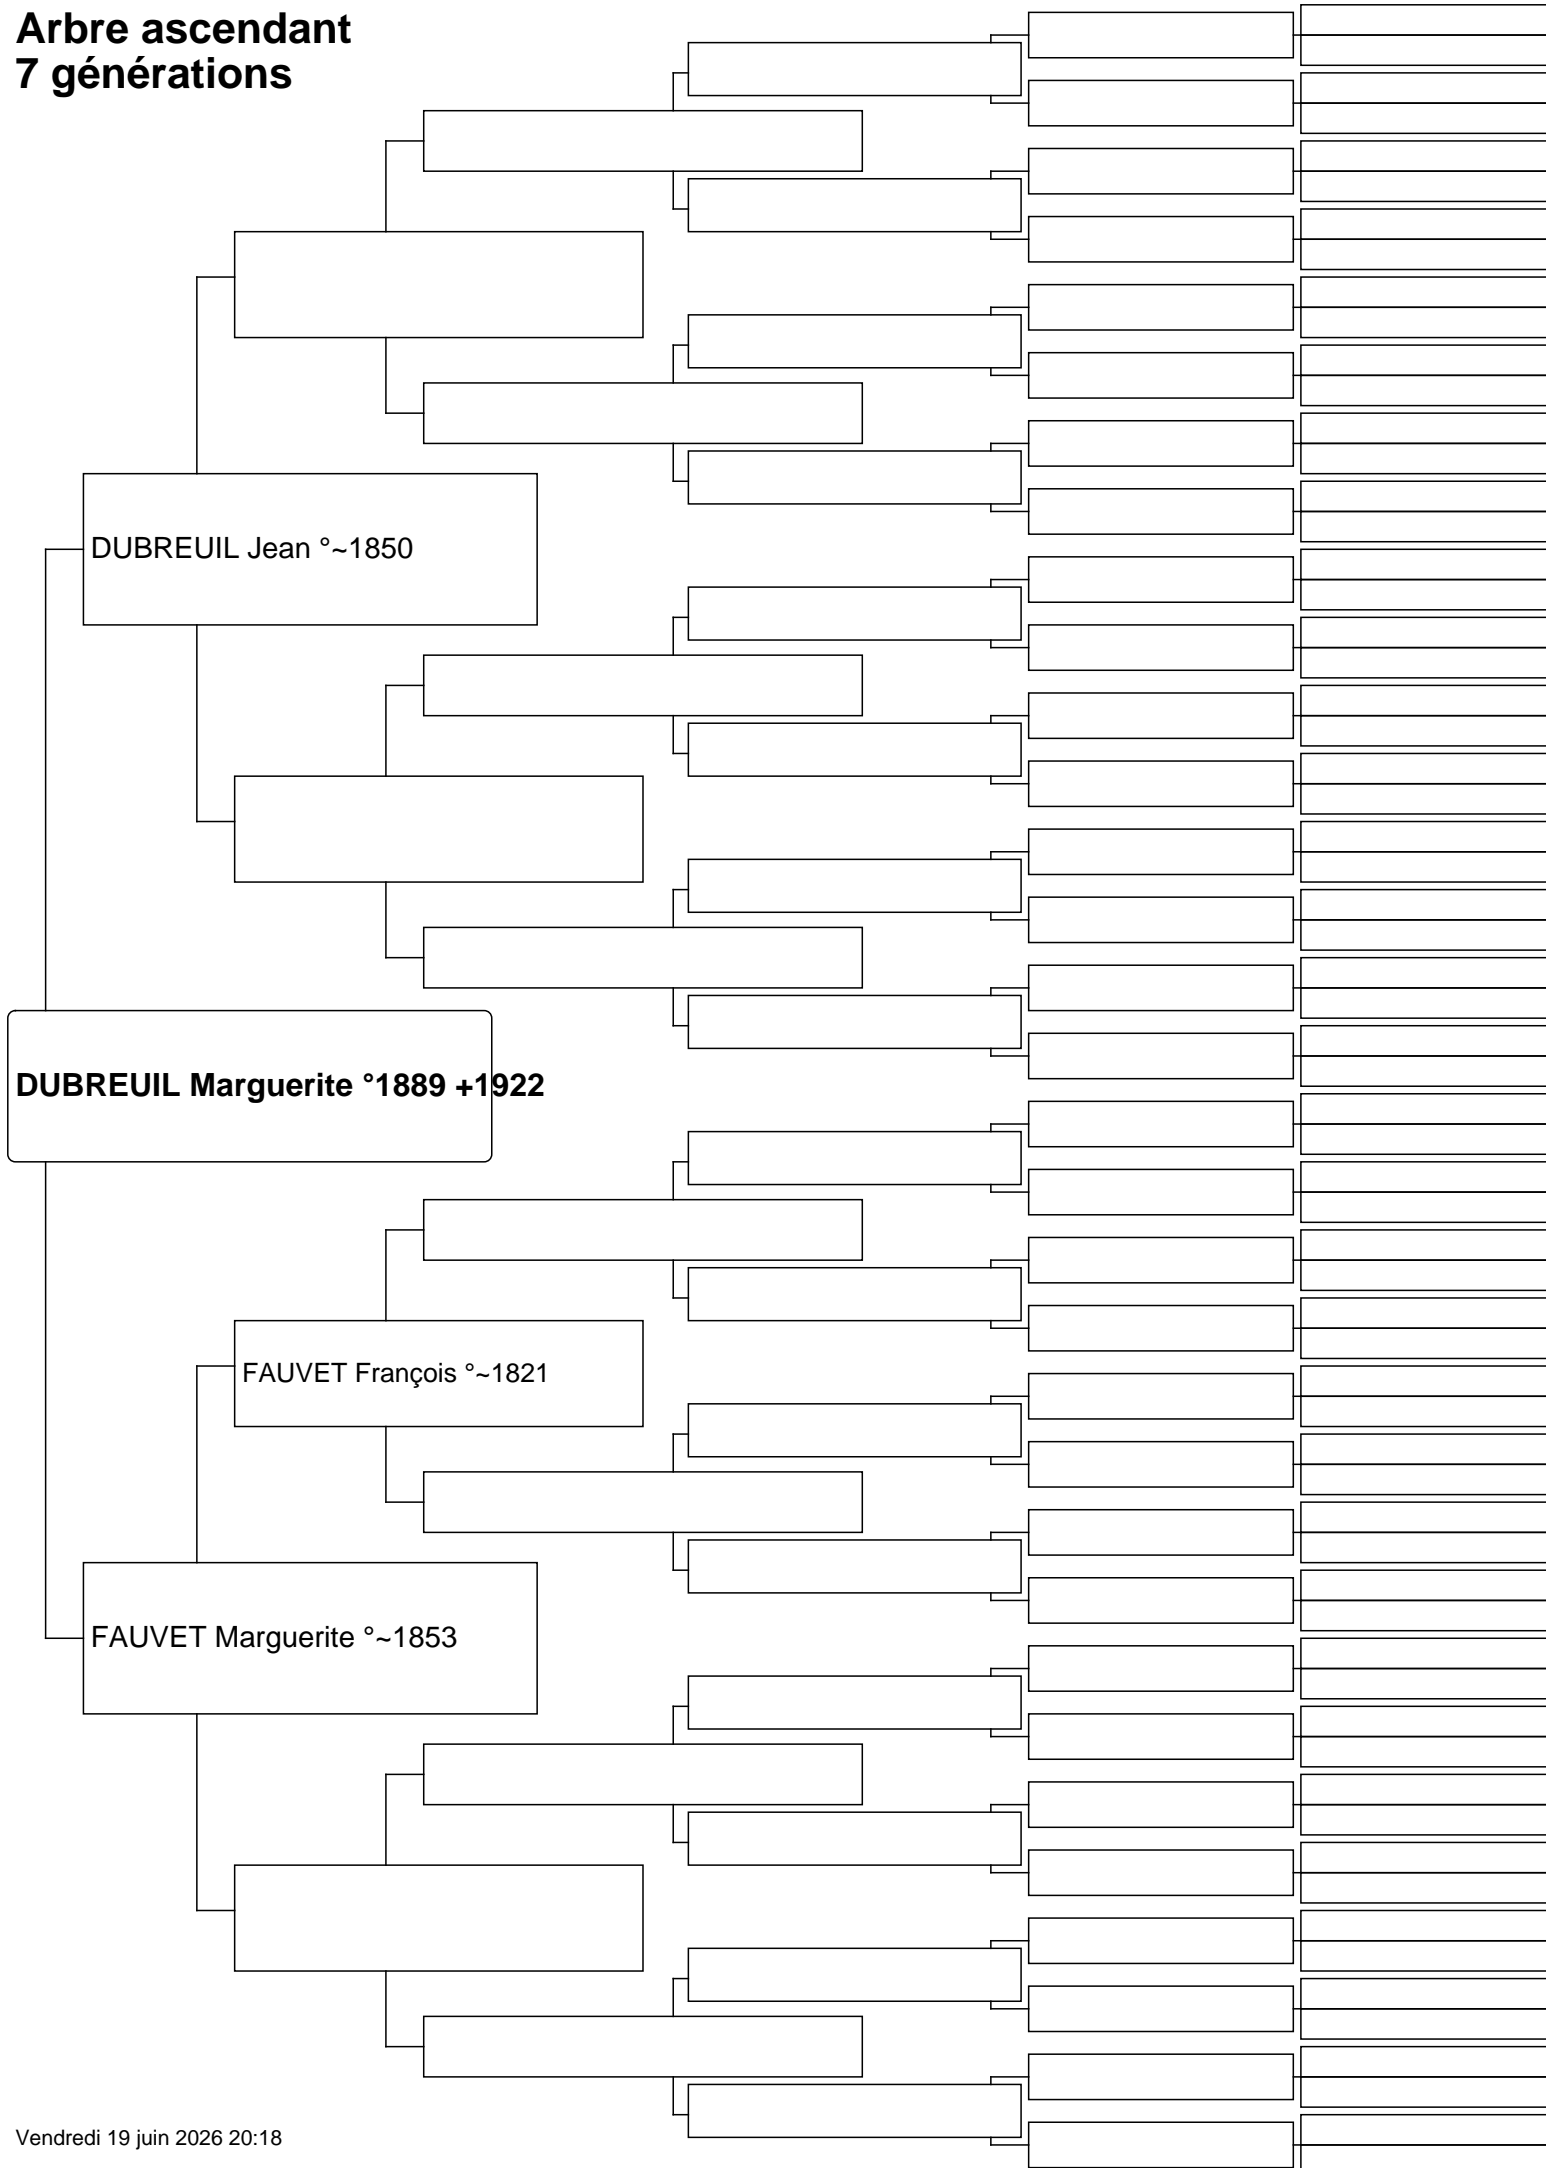 Arbre ascendant
7 générations
DUBREUIL Jean °~1850
DUBREUIL Marguerite °1889 +1922
FAUVET François °~1821
FAUVET Marguerite °~1853
Vendredi 19 juin 2026 20:18